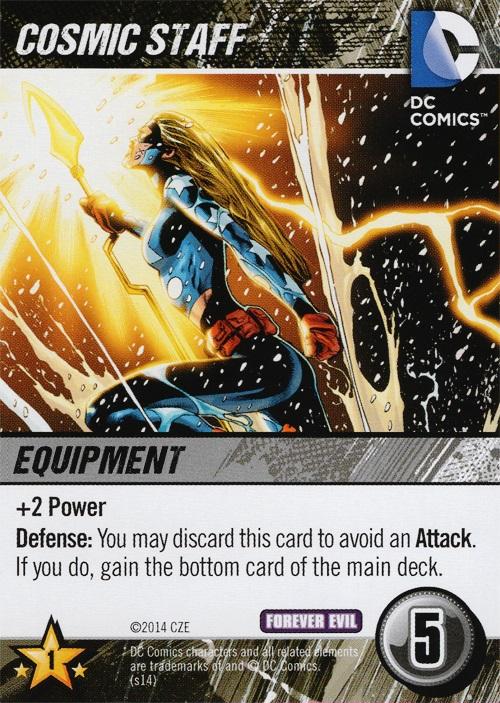 COSMIC STAFF
DC
COMICS™
EQUIPMENT
+2 Power
Defense: You may discard this card to avoid an Attack.
If you do, gain the bottom card of the main deck.
©2014 CZE
FOREVER EVIL
1
DC Comics characters and all related elements
are trademarks of and © DC Comics.
(s14)
5